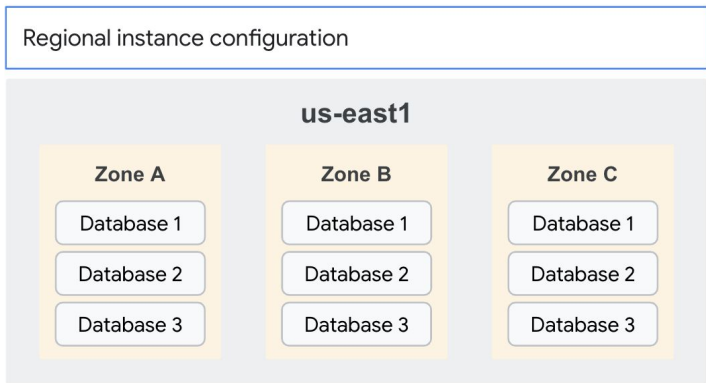 Regional instance configuration
us-east1
Zone A
Database 1
Database 2
Database 3
Zone B
Database 1
Database 2
Database 3
Zone C
Database 1
Database 2
Database 3